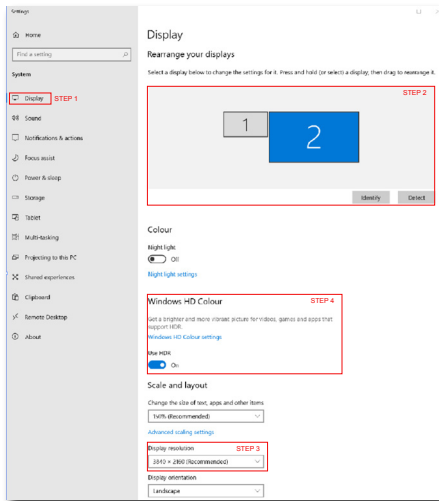 Settings
Home
Find a setting
System
Display STEP 1
Sound
Notifications & actions
Focus assist
Power & sleep
Storage
Tablet
Multi-tasking
Projecting to this PC
Shared experiences
Clipboard
Remote Desktop
About
Display
Rearrange your displays
Select a display below to change the settings for it. Press and hold (or select) a display, then drag to rearrange it.
STEP 2
1
2
Identify Detect
Colour
Night light
Off
Night light settings
Windows HD Colour STEP 4
Get a brighter and more vibrant picture for videos, games and apps that
support HDR.
Windows HD Colour settings
Use HDR
On
Scale and layout
Change the size of text, apps and other items
150% (Recommended)
Advanced scaling settings
Display resolution STEP 3
3840 × 2160 (Recommended)
Display orientation
Landscape